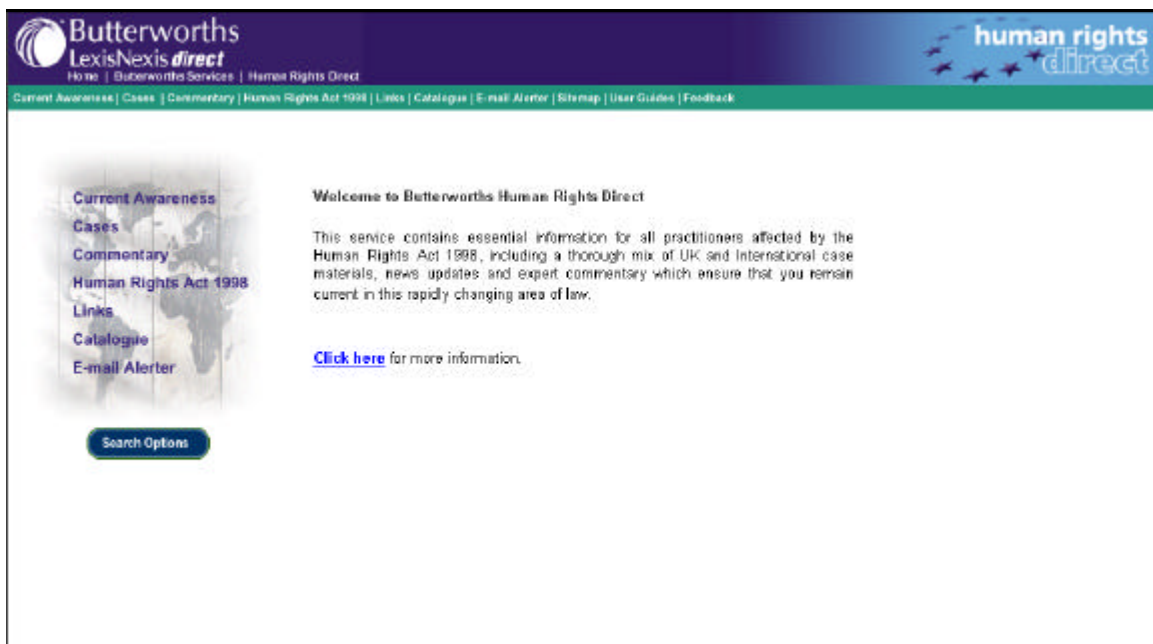 Butterworths
LexisNexis direct
Home | Butterworths Services | Human Rights Direct
human rights
direct
Current Awareness | Cases | Commentary | Human Rights Act 1998 | Links | Catalogue | E-mail Alerter | Sitemap | User Guides | Feedback
Current Awareness
Cases
Commentary
Human Rights Act 1998
Links
Catalogue
E-mail Alerter
Search Options
Welcome to Butterworths Human Rights Direct
This service contains essential information for all practitioners affected by the
Human Rights Act 1998, including a thorough mix of UK and International case
materials, news updates and expert commentary which ensure that you remain
current in this rapidly changing area of law.
Click here for more information.